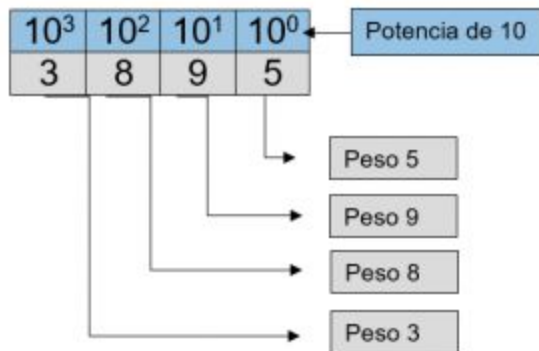 10³ 10² 10¹ 10⁰ Potencia de 10
3 8 9 5
Peso 5
Peso 9
Peso 8
Peso 3